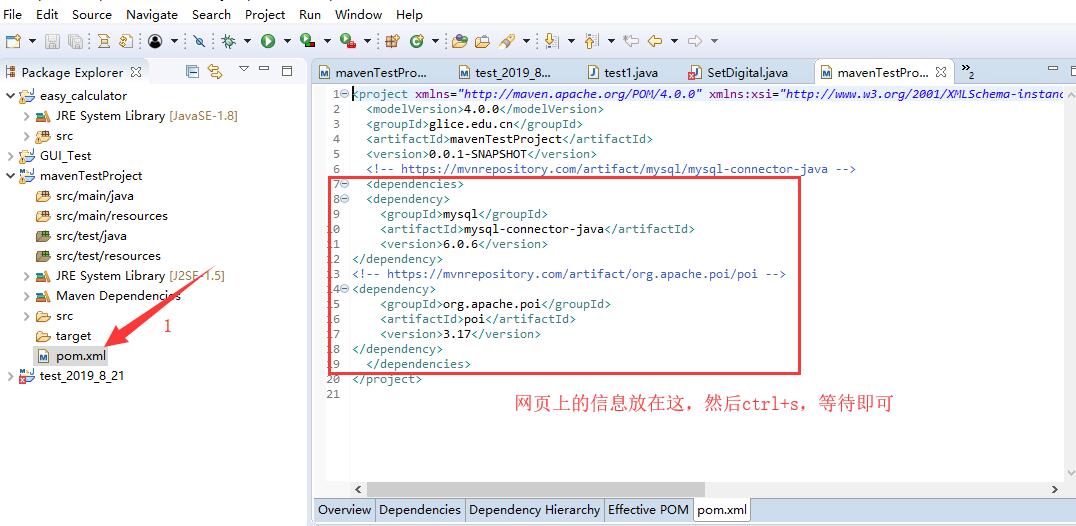 File Edit Source Navigate Search Project Run Window Help
Package Explorer
easy_calculator
JRE System Library [JavaSE-1.8]
src
GUI_Test
mavenTestProject
src/main/java
src/main/resources
src/test/java
src/test/resources
JRE System Library [J2SE-1.5]
Maven Dependencies
src
target
1
pom.xml
test_2019_8_21
mavenTestPro... test_2019_8... test1.java SetDigital.java mavenTestPro... »2
1 <project xmlns="http://maven.apache.org/POM/4.0.0" xmlns:xsi="http://www.w3.org/2001/XMLSchema-instanc
2 <modelVersion>4.0.0</modelVersion>
3 <groupId>glice.edu.cn</groupId>
4 <artifactId>mavenTestProject</artifactId>
5 <version>0.0.1-SNAPSHOT</version>
6 <!-- https://mvnrepository.com/artifact/mysql/mysql-connector-java -->
7 <dependencies>
8 <dependency>
9 <groupId>mysql</groupId>
10 <artifactId>mysql-connector-java</artifactId>
11 <version>6.0.6</version>
12 </dependency>
13 <!-- https://mvnrepository.com/artifact/org.apache.poi/poi -->
14 <dependency>
15 <groupId>org.apache.poi</groupId>
16 <artifactId>poi</artifactId>
17 <version>3.17</version>
18 </dependency>
19 </dependencies>
20 </project>
21
网页上的信息放在这，然后ctrl+s，等待即可
Overview Dependencies Dependency Hierarchy Effective POM pom.xml